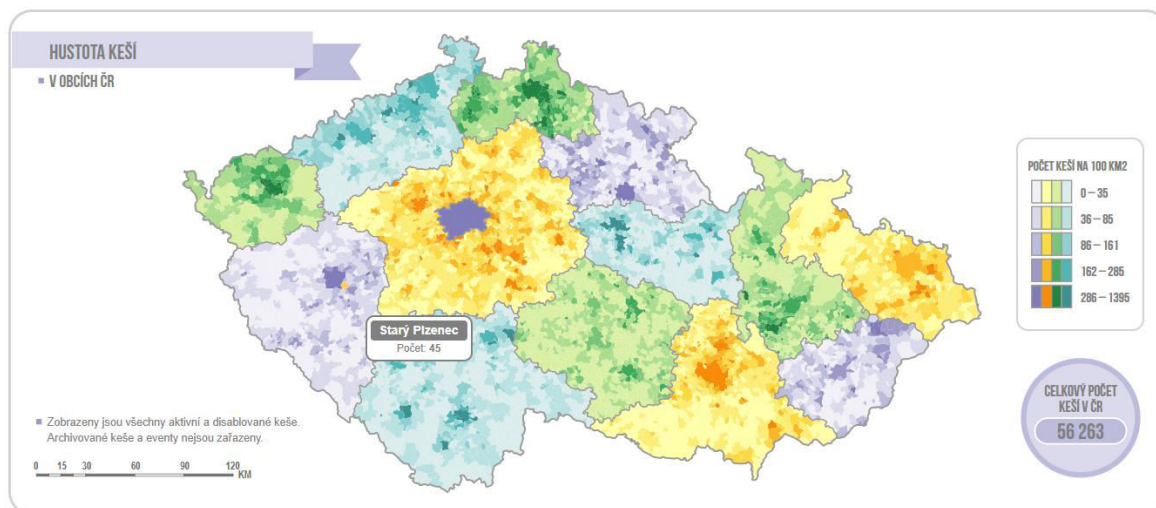 HUSTOTA KEŠÍ
V OBCÍCH ČR
Starý Plzenec
Počet: 45
Zobrazeny jsou všechny aktivní a disablované keše.
Archivované keše a eventy nejsou zařazeny.
0 15 30 60 90 120
KM
POČET KEŠÍ NA 100 KM2
0 – 35
36 – 85
86 – 161
162 – 285
286 – 1395
CELKOVÝ POČET
KEŠÍ V ČR
56 263